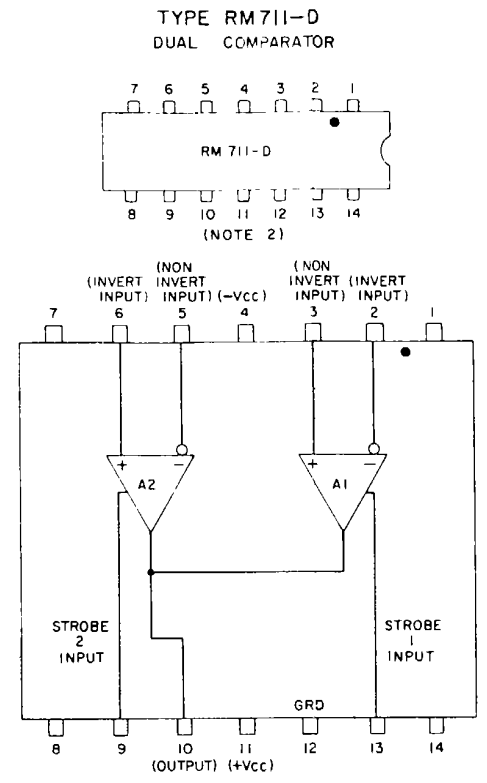 TYPE RM711-D
DUAL COMPARATOR
7 6 5 4 3 2 1
RM 711-D
8 9 10 11 12 13 14
(NOTE 2)
(INVERT INPUT) (NON INVERT INPUT) (-Vcc) (NON INVERT INPUT) (INVERT INPUT)
7 6 5 4 3 2 1
+ - + -
A2 A1
STROBE 2 INPUT
STROBE 1 INPUT
GRD
8 9 10 11 12 13 14
(OUTPUT) (+Vcc)